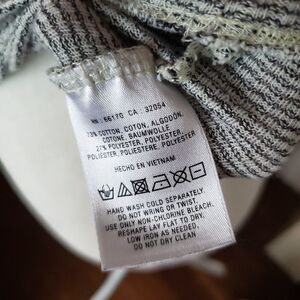 RN : 66170 CA : 32054
73% COTTON, COTON, ALGODÓN,
COTONE, BAUMWOLLE
27% POLYESTER, POLYESTER,
POLIESTER, POLIESTERE, POLYESTER
HECHO EN VIETNAM
HAND WASH COLD SEPARATELY.
DO NOT WRING OR TWIST.
USE ONLY NON-CHLORINE BLEACH.
RESHAPE LAY FLAT TO DRY.
LOW IRON AS NEEDED.
DO NOT DRY CLEAN